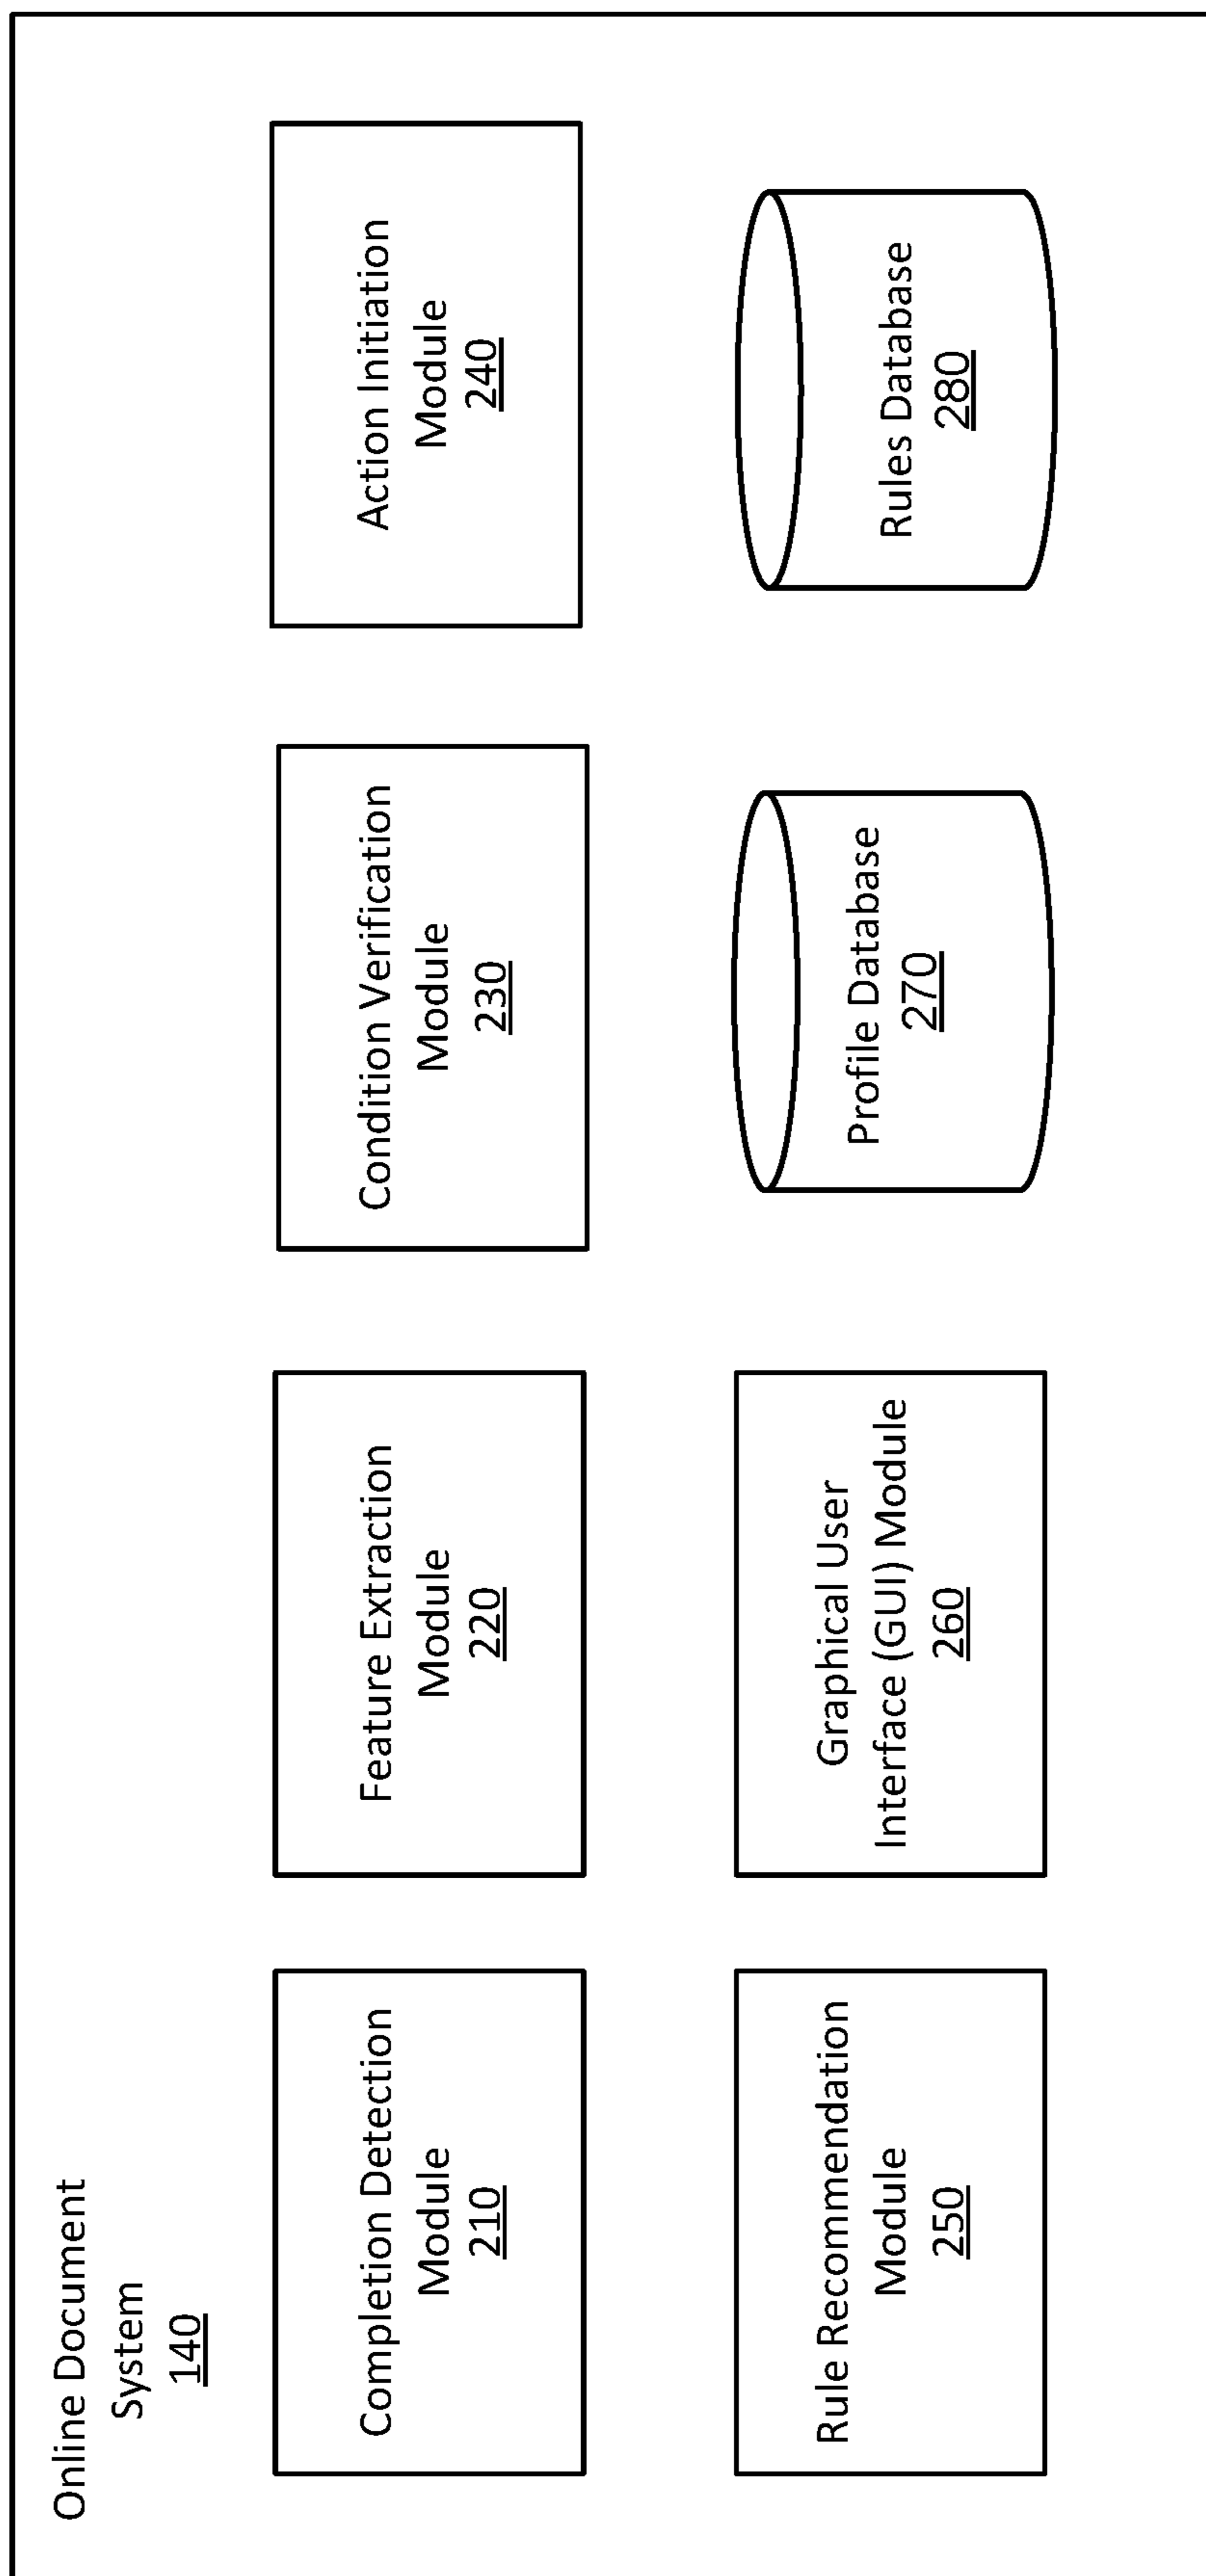 Online Document
System
140
Completion Detection
Module
210
Feature Extraction
Module
220
Condition Verification
Module
230
Action Initiation
Module
240
Rule Recommendation
Module
250
Graphical User
Interface (GUI) Module
260
Profile Database
270
Rules Database
280